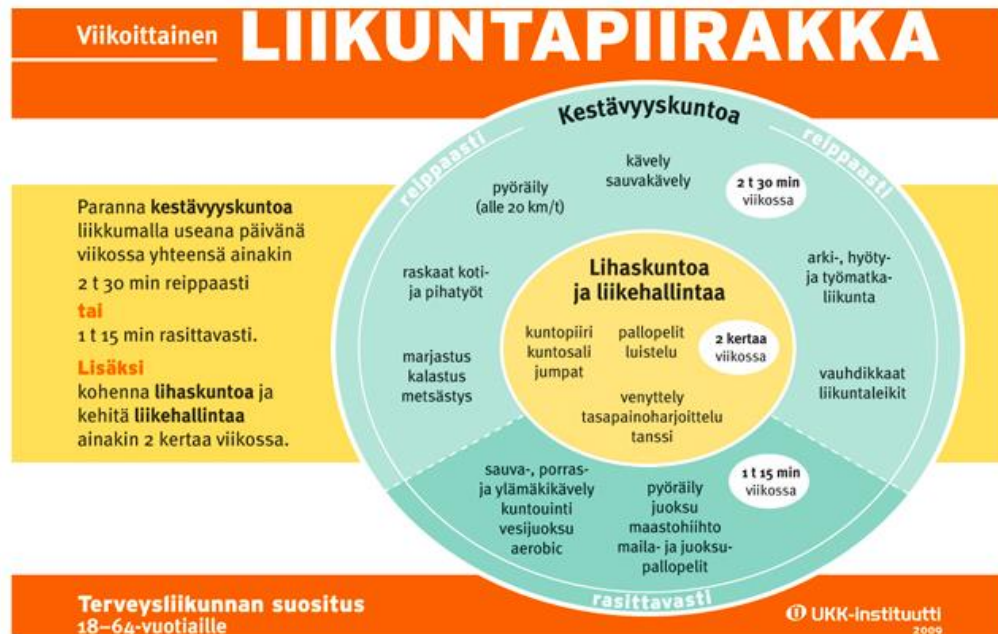 Viikoittainen LIIKUNTAPIIRAKKA
Paranna kestävyyskuntoa
liikkumalla useana päivänä
viikossa yhteensä ainakin
2 t 30 min reippaasti
tai
1 t 15 min rasittavasti.
Lisäksi
kohenna lihaskuntoa ja
kehitä liikehallintaa
ainakin 2 kertaa viikossa.
Kestävyyskuntoa
reippaasti
reippaasti
kävely
sauvakävely
2 t 30 min
viikossa
pyöräily
(alle 20 km/t)
raskaat koti-
ja pihatyöt
marjastus
kalastus
metsästys
arki-, hyöty-
ja työmatka-
liikunta
vauhdikkaat
liikuntaleikit
Lihaskuntoa
ja liikehallintaa
kuntopiiri
kuntosali
jumpat
pallopelit
luistelu
2 kertaa
viikossa
venyttely
tasapainoharjoittelu
tanssi
sauva-, porras-
ja ylämäkikävely
kuntouinti
vesijuoksu
aerobic
pyöräily
juoksu
maastohiihto
maila- ja juoksu-
pallopelit
1 t 15 min
viikossa
rasittavasti
Terveysliikunnan suositus
18–64-vuotiaille
UKK-instituutti
2009